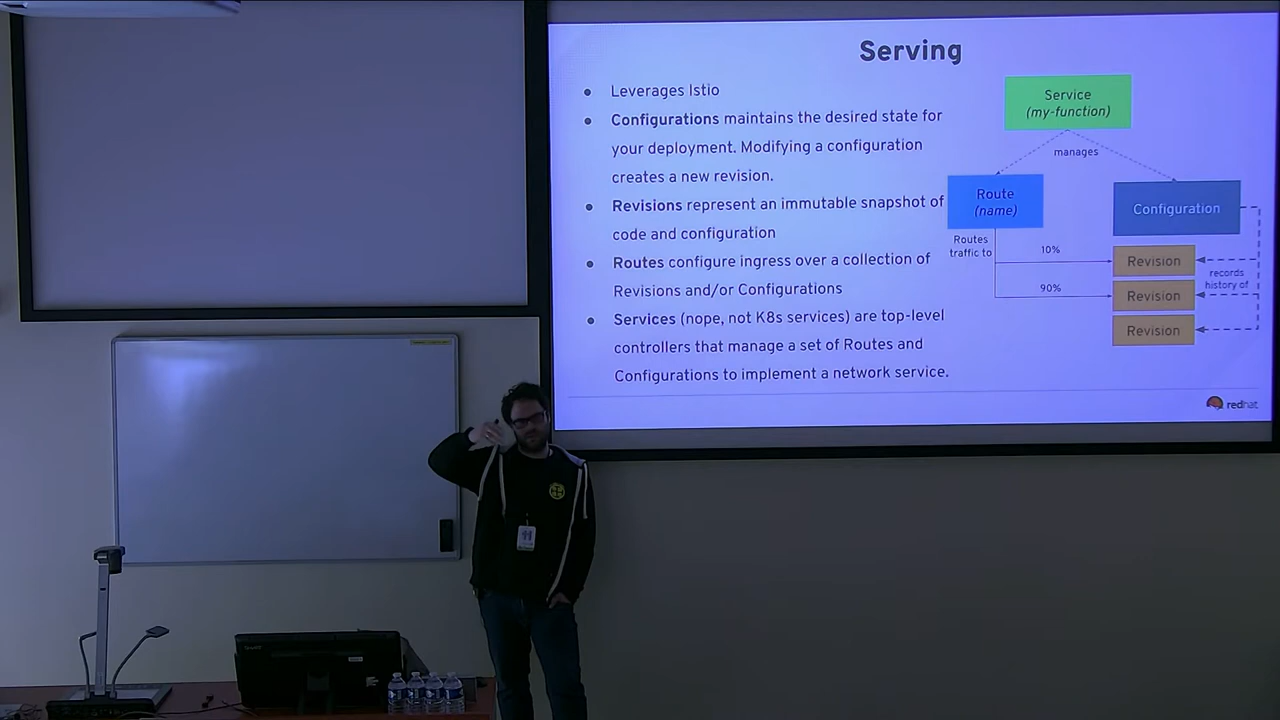 Serving
Leverages Istio
Configurations maintains the desired state for
your deployment. Modifying a configuration
creates a new revision.
Revisions represent an immutable snapshot of
code and configuration
Routes configure ingress over a collection of
Revisions and/or Configurations
Services (nope, not K8s services) are top-level
controllers that manage a set of Routes and
Configurations to implement a network service.
Service
(my-function)
manages
Route
(name)
Configuration
Routes
traffic to
10%
90%
Revision
Revision
Revision
records
history of
redhat